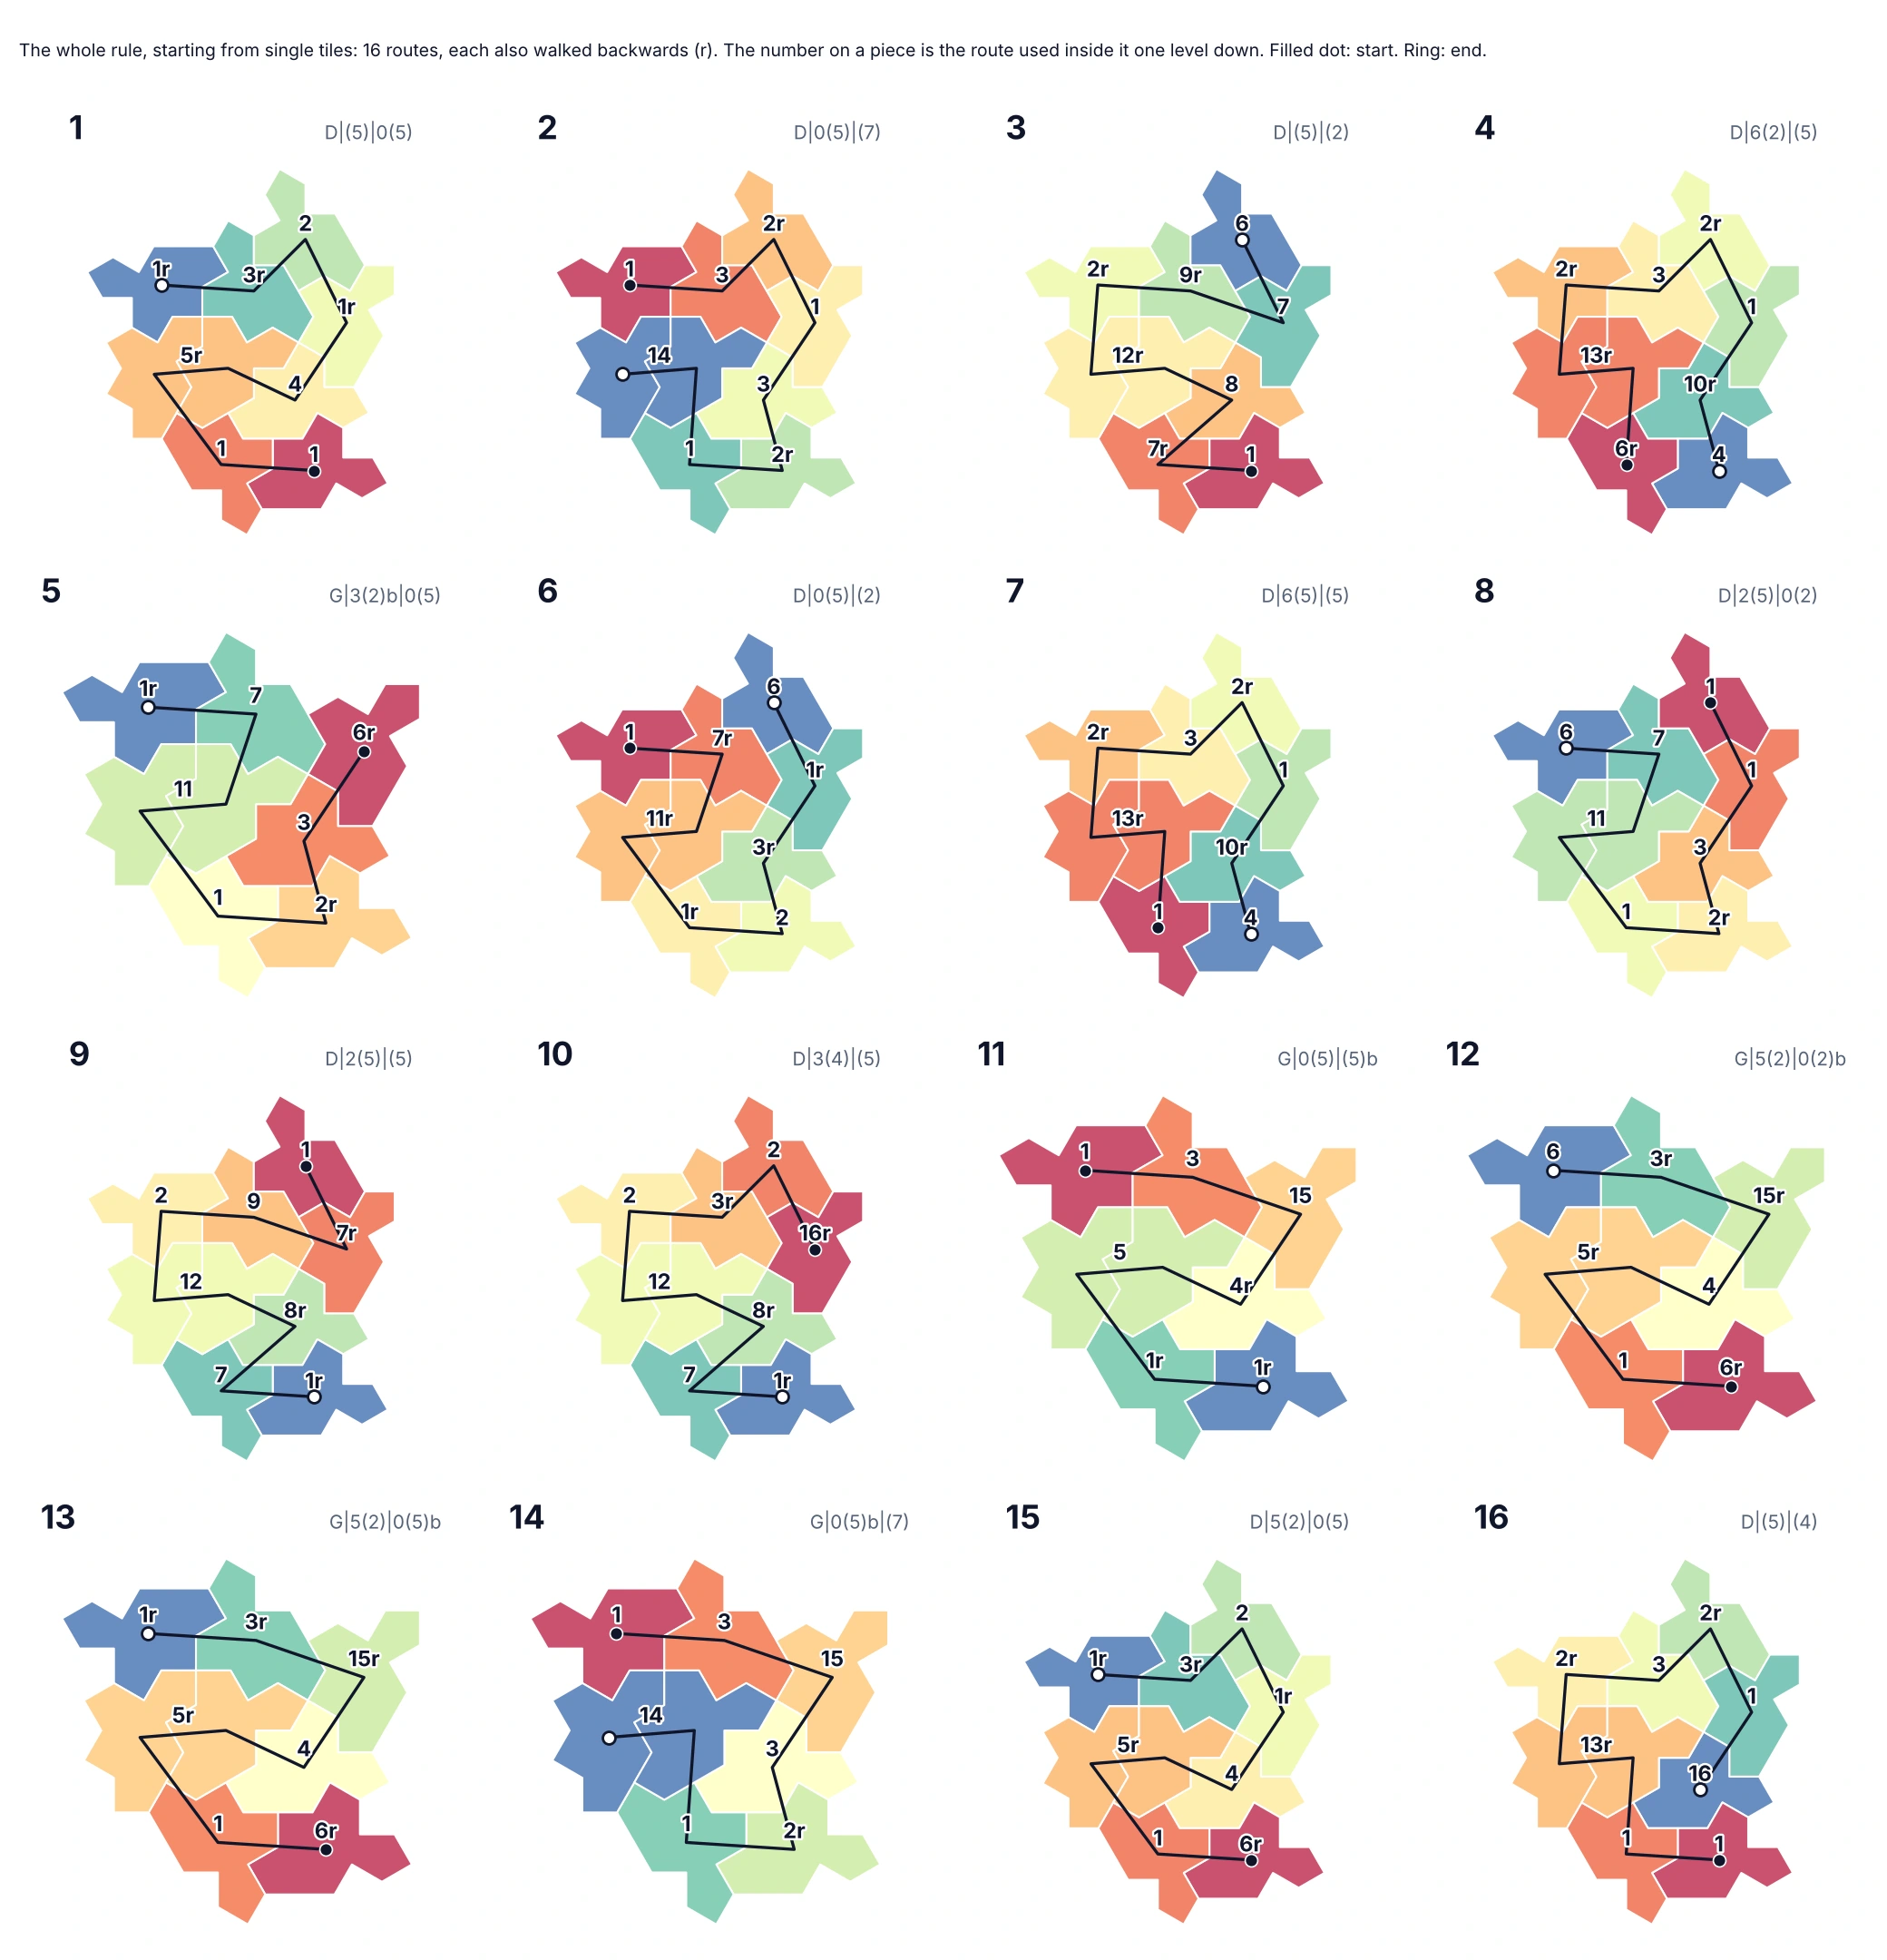 The whole rule, starting from single tiles: 16 routes, each also walked backwards (r). The number on a piece is the route used inside it one level down. Filled dot: start. Ring: end.
1 D|(5)|0(5)
2
1r
3r
1r
5r
4
1
1
2 D|0(5)|(7)
2r
1
3
1
14
3
1
2r
3 D|(5)|(2)
6
2r
9r
7
12r
8
7r
1
4 D|6(2)|(5)
2r
2r
3
1
13r
10r
6r
4
5 G|3(2)b|0(5)
1r
7
6r
11
3
1
2r
6 D|0(5)|(2)
6
1
7r
1r
11r
3r
1r
2
7 D|6(5)|(5)
2r
2r
3
1
13r
10r
1
4
8 D|2(5)|0(2)
1
6
7
1
11
3
1
2r
9 D|2(5)|(5)
1
2
9
7r
12
8r
7
1r
10 D|3(4)|(5)
2
2
3r
16r
12
8r
7
1r
11 G|0(5)|(5)b
1
3
15
5
4r
1r
1r
12 G|5(2)|0(2)b
6
3r
15r
5r
4
1
6r
13 G|5(2)|0(5)b
1r
3r
15r
5r
4
1
6r
14 G|0(5)b|(7)
1
3
15
14
3
1
2r
15 D|5(2)|0(5)
2
1r
3r
1r
5r
4
1
6r
16 D|(5)|(4)
2r
2r
3
1
13r
16
1
1